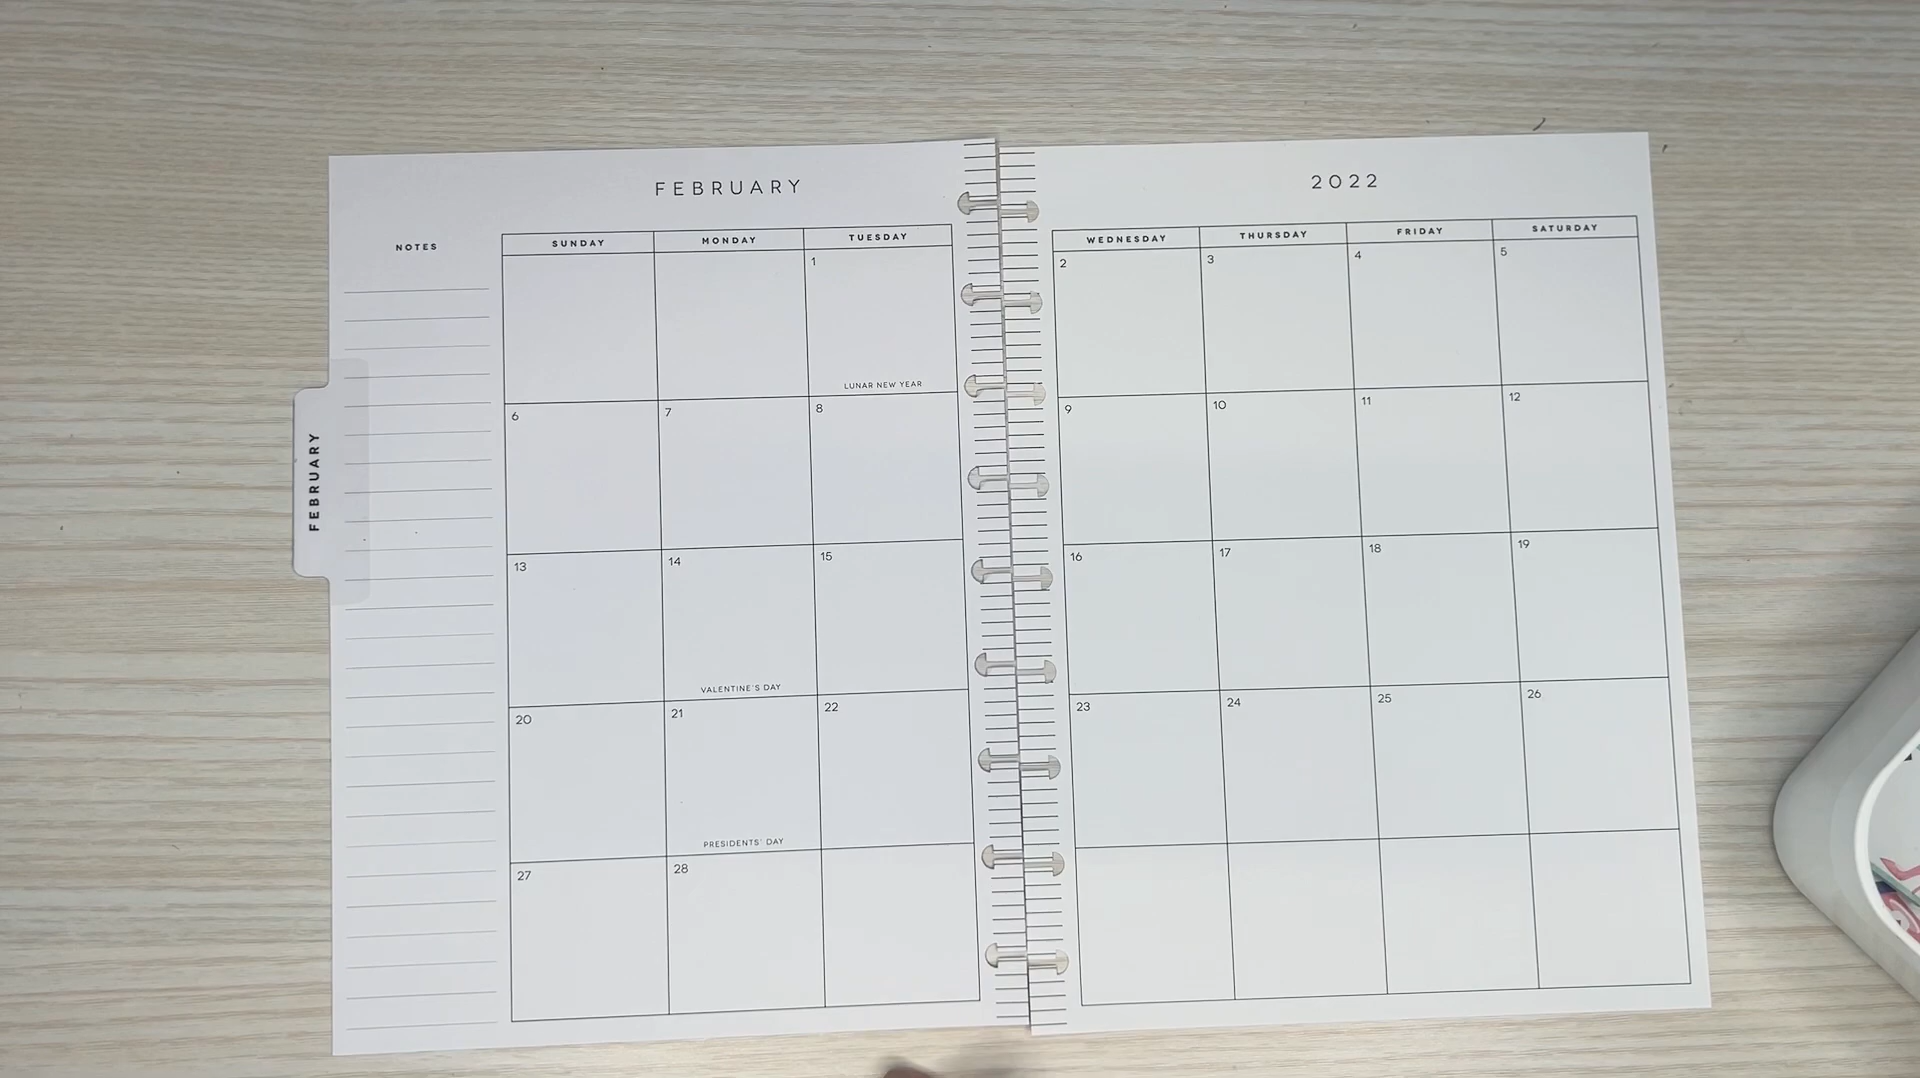 FEBRUARY
2022
NOTES
SUNDAY MONDAY TUESDAY WEDNESDAY THURSDAY FRIDAY SATURDAY
1 2 3 4 5
LUNAR NEW YEAR
6 7 8 9 10 11 12
13 14 15 16 17 18 19
VALENTINE'S DAY
20 21 22 23 24 25 26
PRESIDENTS' DAY
27 28
FEBRUARY